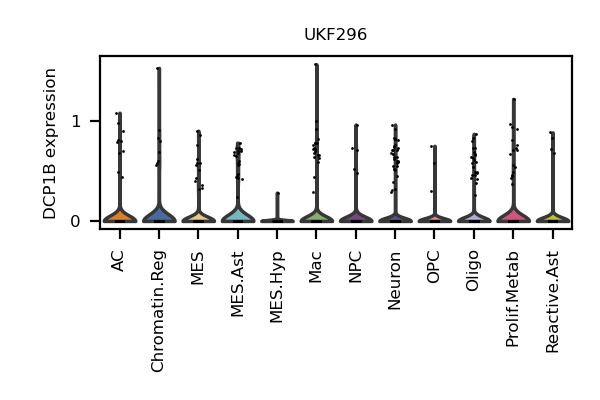 UKF296
DCP1B expression
1
0
AC
Chromatin.Reg
MES
MES.Ast
MES.Hyp
Mac
NPC
Neuron
OPC
Oligo
Prolif.Metab
Reactive.Ast